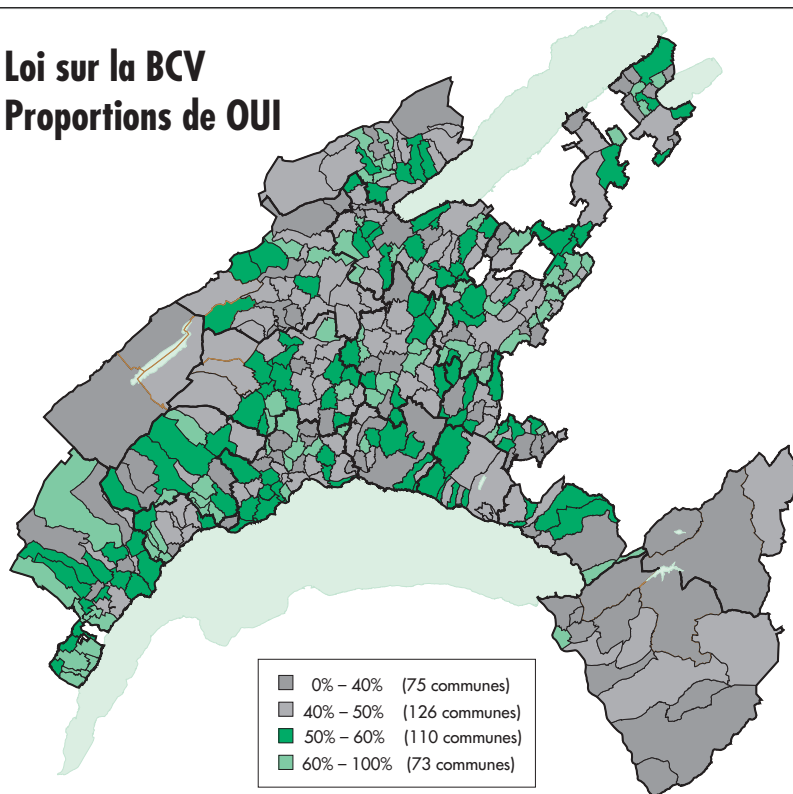 Loi sur la BCV
Proportions de OUI
0% – 40% (75 communes)
40% – 50% (126 communes)
50% – 60% (110 communes)
60% – 100% (73 communes)